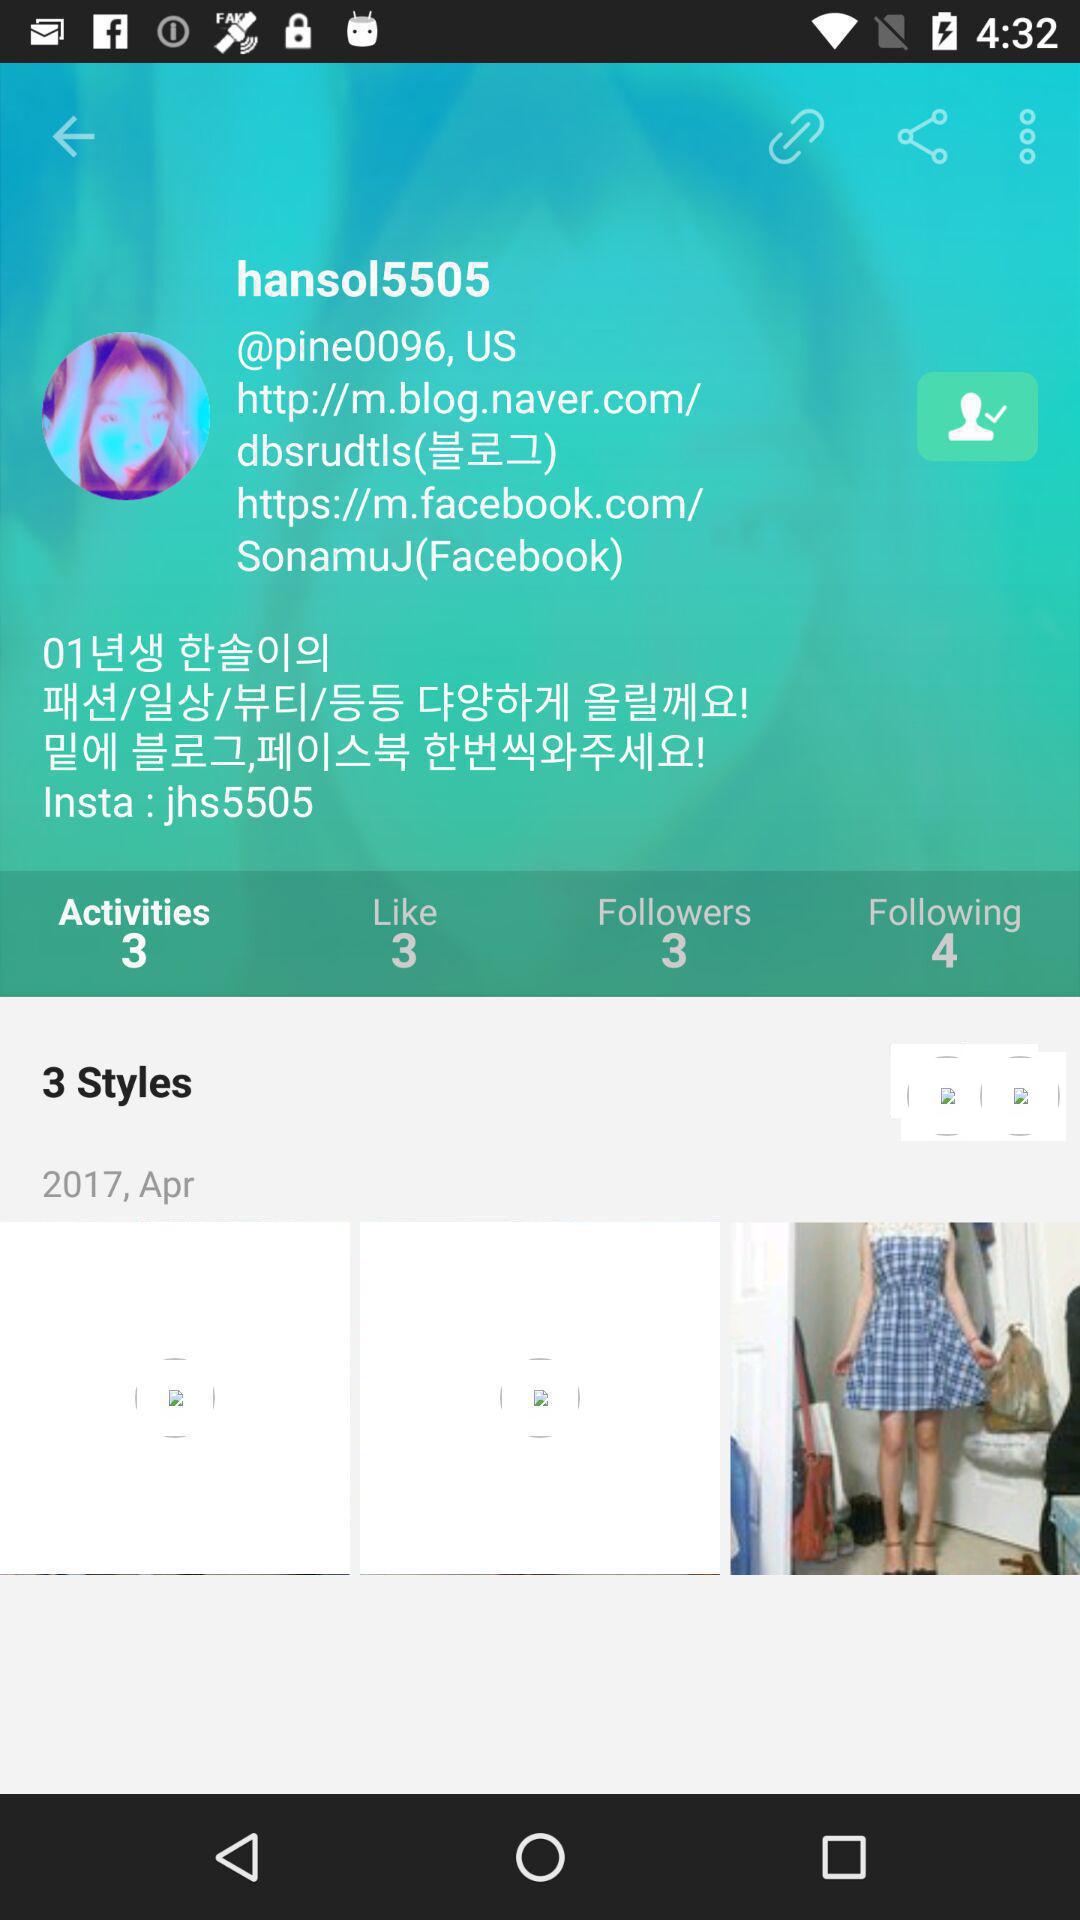 FAKE
4:32
hansol5505
@pine0096, US
http://m.blog.naver.com/
dbsrudtls(블로그)
https://m.facebook.com/
SonamuJ(Facebook)
01년생 한솔이의
패션/일상/뷰티/등등 댜양하게 올릴께요!
밑에 블로그,페이스북 한번씩와주세요!
Insta : jhs5505
Activities Like Followers Following
3 3 3 4
3 Styles
2017, Apr